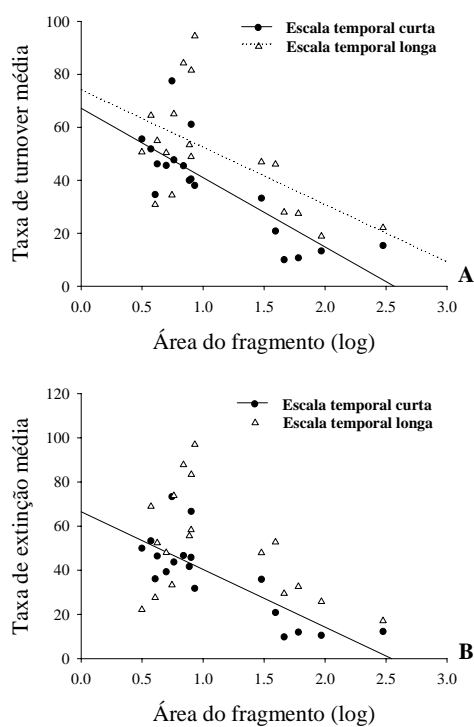 Escala temporal curta
Escala temporal longa
100
80
60
40
20
0
Taxa de turnover média
0.0 0.5 1.0 1.5 2.0 2.5 3.0
A
Área do fragmento (log)
120
100
80
60
40
20
0
Escala temporal curta
Escala temporal longa
Taxa de extinção média
0.0 0.5 1.0 1.5 2.0 2.5 3.0
B
Área do fragmento (log)